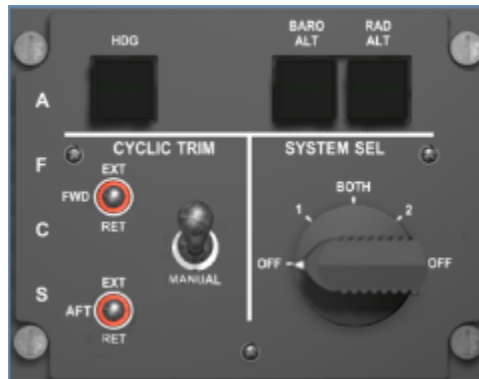 HDG
BARO ALT
RAD ALT
A
F
C
S
CYCLIC TRIM
EXT
FWD
RET
EXT
AFT
RET
MANUAL
SYSTEM SEL
BOTH
1
2
OFF
OFF